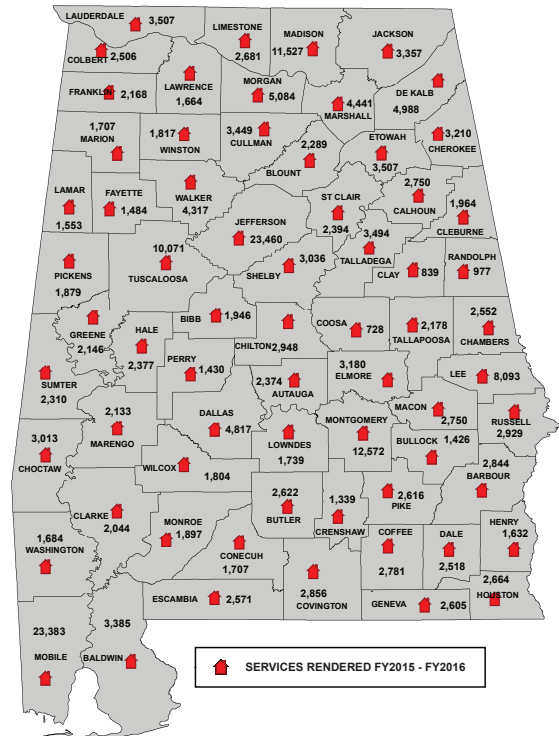 LAUDERDALE
3,507
LIMESTONE
2,681
MADISON
11,527
JACKSON
3,357
COLBERT 2,506
LAWRENCE
1,664
MORGAN
5,084
DE KALB
4,988
FRANKLIN 2,168
4,441
MARSHALL
1,707
MARION
1,817
WINSTON
3,449
CULLMAN
2,289
BLOUNT
ETOWAH
3,507
3,210
CHEROKEE
LAMAR
1,553
FAYETTE
1,484
WALKER
4,317
JEFFERSON
23,460
ST CLAIR
2,394
2,750
CALHOUN
1,964
CLEBURNE
PICKENS
1,879
10,071
TUSCALOOSA
SHELBY
3,036
3,494
TALLADEGA
CLAY 839
RANDOLPH
977
GREENE
2,146
HALE
2,377
BIBB 1,946
CHILTON 2,948
COOSA 728
2,178
TALLAPOOSA
2,552
CHAMBERS
SUMTER
2,310
PERRY 1,430
2,374
AUTAUGA
3,180
ELMORE
LEE 8,093
MACON
2,750
RUSSELL
2,929
3,013
CHOCTAW
2,133
MARENGO
DALLAS
4,817
LOWNDES
1,739
MONTGOMERY
12,572
BULLOCK 1,426
2,844
BARBOUR
WILCOX
1,804
CLARKE
2,044
MONROE
1,897
2,622
BUTLER
1,339
CRENSHAW
2,616
PIKE
1,684
WASHINGTON
CONECUH
1,707
COFFEE
2,781
DALE
2,518
HENRY
1,632
ESCAMBIA 2,571
2,856
COVINGTON
GENEVA 2,605
2,664
HOUSTON
23,383
MOBILE
3,385
BALDWIN
SERVICES RENDERED FY2015 - FY2016